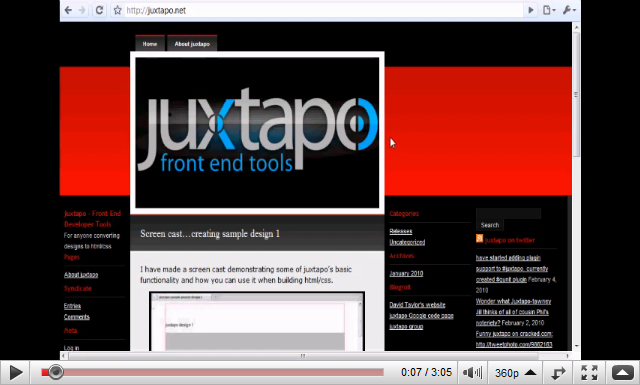 http://juxtapo.net
Home
About juxtapo
juxtapo
front end tools
juxtapo - Front End
Developer Tools
For anyone converting
designs to html/css
Pages
About juxtapo
Syndicate
Entries
Comments
Meta
Log in
Screen cast...creating sample design 1
I have made a screen cast demonstrating some of juxtapo's basic
functionality and how you can use it when building html/css.
juxtapo design 1
Categories
Releases
Uncategorized
Archives
January 2010
Blogroll
David Taylor's website
juxtapo Google code page
juxtapo group
Search
juxtapo on twitter
have started adding plugin
support to #juxtapo, currently
created #count plugin February 4,
2010
Wonder what Juxtapa-tawney
Jill thinks of all of cousin Phil's
notoriety? February 2, 2010
Funny juxtapo on cracked.com:
http://tweetphoto.com/9862163
0:07 / 3:05
360p